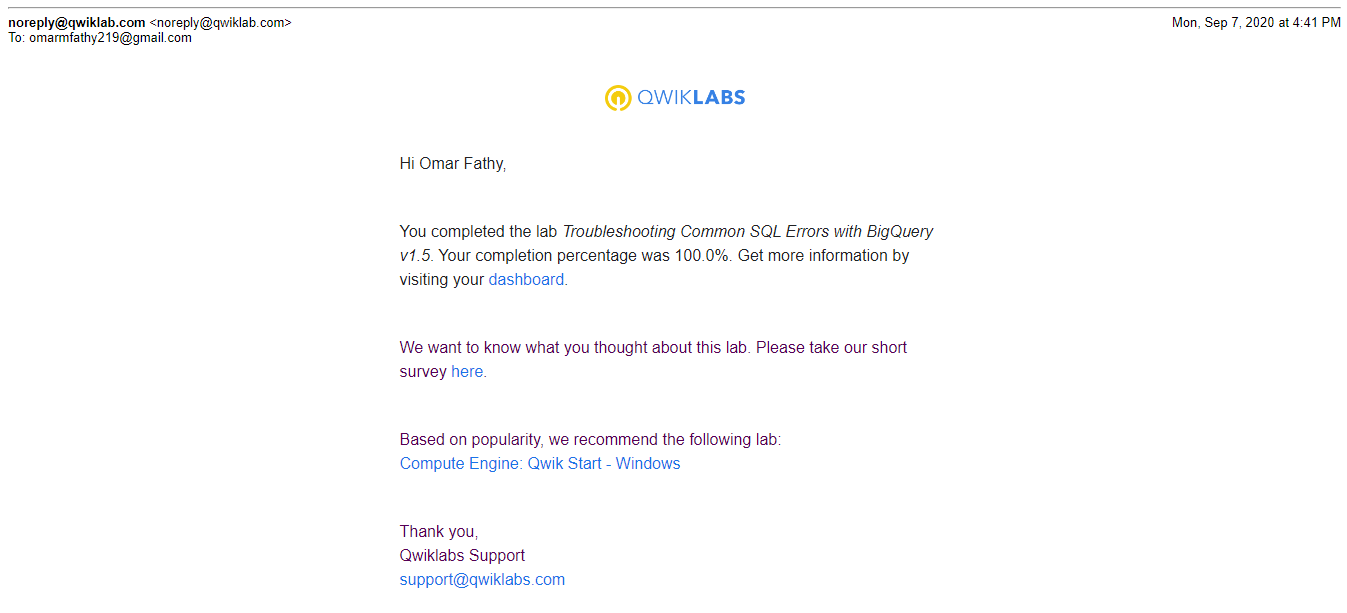 noreply@qwiklab.com <noreply@qwiklab.com>
Mon, Sep 7, 2020 at 4:41 PM
To: omarmfathy219@gmail.com
QWIKLABS
Hi Omar Fathy,
You completed the lab Troubleshooting Common SQL Errors with BigQuery
v1.5. Your completion percentage was 100.0%. Get more information by
visiting your dashboard.
We want to know what you thought about this lab. Please take our short
survey here.
Based on popularity, we recommend the following lab:
Compute Engine: Qwik Start - Windows
Thank you,
Qwiklabs Support
support@qwiklabs.com